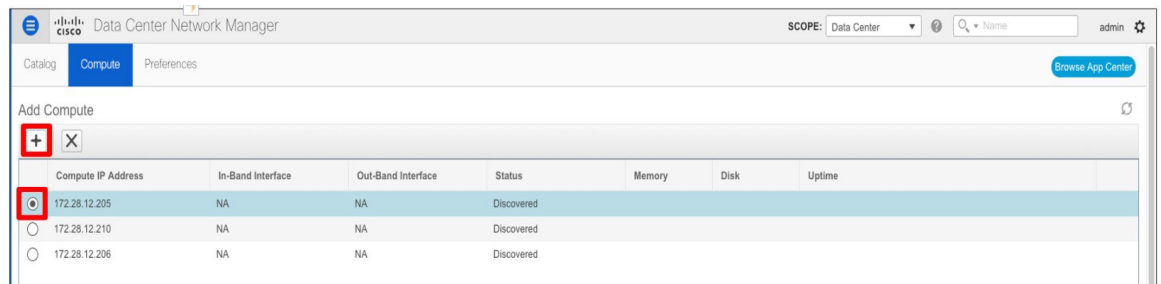 CISCO Data Center Network Manager SCOPE: Data Center Name admin
Catalog Compute Preferences Browse App Center
Add Compute
+ X
Compute IP Address In-Band Interface Out-Band Interface Status Memory Disk Uptime
172.28.12.205 NA NA Discovered
172.28.12.210 NA NA Discovered
172.28.12.206 NA NA Discovered